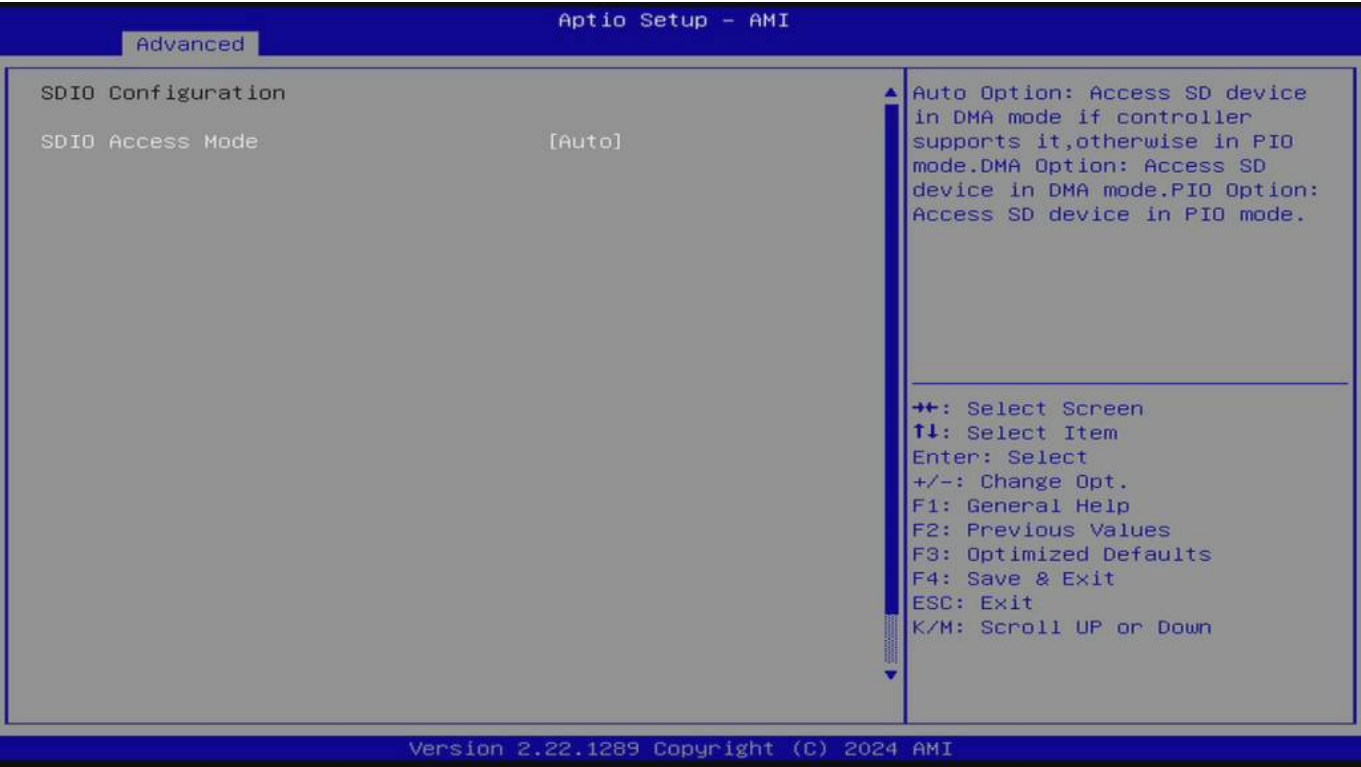 Aptio Setup – AMI
Advanced
SDIO Configuration
SDIO Access Mode [Auto]
Auto Option: Access SD device
in DMA mode if controller
supports it,otherwise in PIO
mode.DMA Option: Access SD
device in DMA mode.PIO Option:
Access SD device in PIO mode.
→←: Select Screen
↑↓: Select Item
Enter: Select
+/-: Change Opt.
F1: General Help
F2: Previous Values
F3: Optimized Defaults
F4: Save & Exit
ESC: Exit
K/M: Scroll UP or Down
Version 2.22.1289 Copyright (C) 2024 AMI